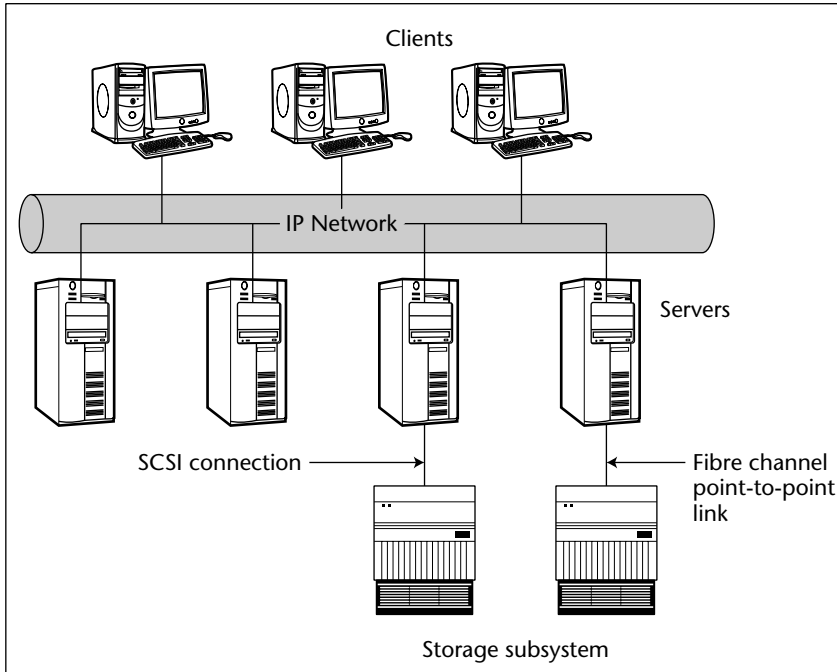 Clients
IP Network
Servers
SCSI connection
Fibre channel
point-to-point
link
Storage subsystem